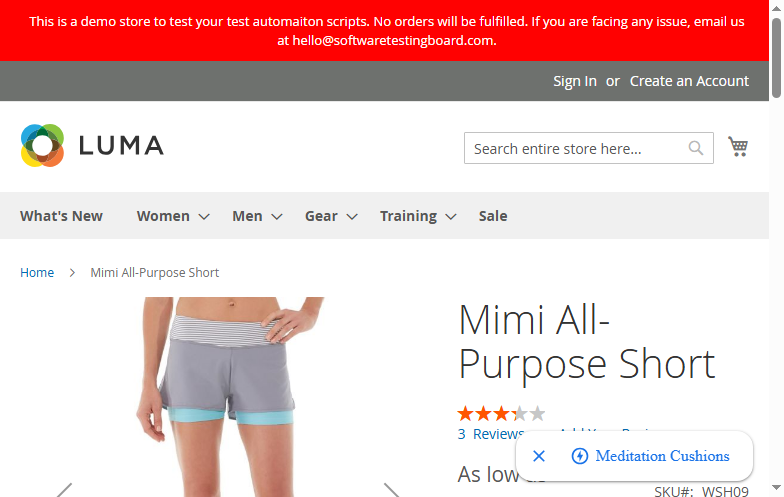 This is a demo store to test your test automaiton scripts. No orders will be fulfilled. If you are facing any issue, email us
at hello@softwaretestingboard.com.
Sign In or Create an Account
LUMA
Search entire store here...
What's New Women Men Gear Training Sale
Home > Mimi All-Purpose Short
Mimi All-
Purpose Short
3 Reviews
Meditation Cushions
As low as
SKU#: WSH09